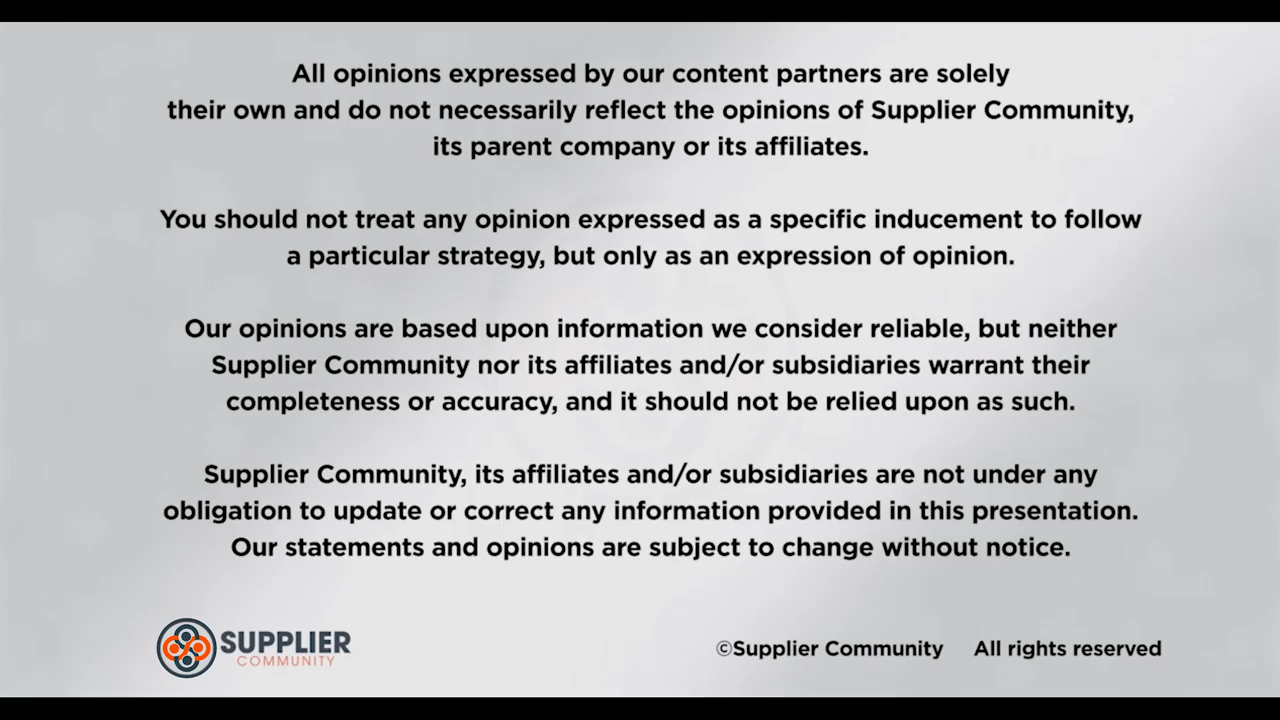 All opinions expressed by our content partners are solely
their own and do not necessarily reflect the opinions of Supplier Community,
its parent company or its affiliates.
You should not treat any opinion expressed as a specific inducement to follow
a particular strategy, but only as an expression of opinion.
Our opinions are based upon information we consider reliable, but neither
Supplier Community nor its affiliates and/or subsidiaries warrant their
completeness or accuracy, and it should not be relied upon as such.
Supplier Community, its affiliates and/or subsidiaries are not under any
obligation to update or correct any information provided in this presentation.
Our statements and opinions are subject to change without notice.
SUPPLIER
COMMUNITY
©Supplier Community All rights reserved